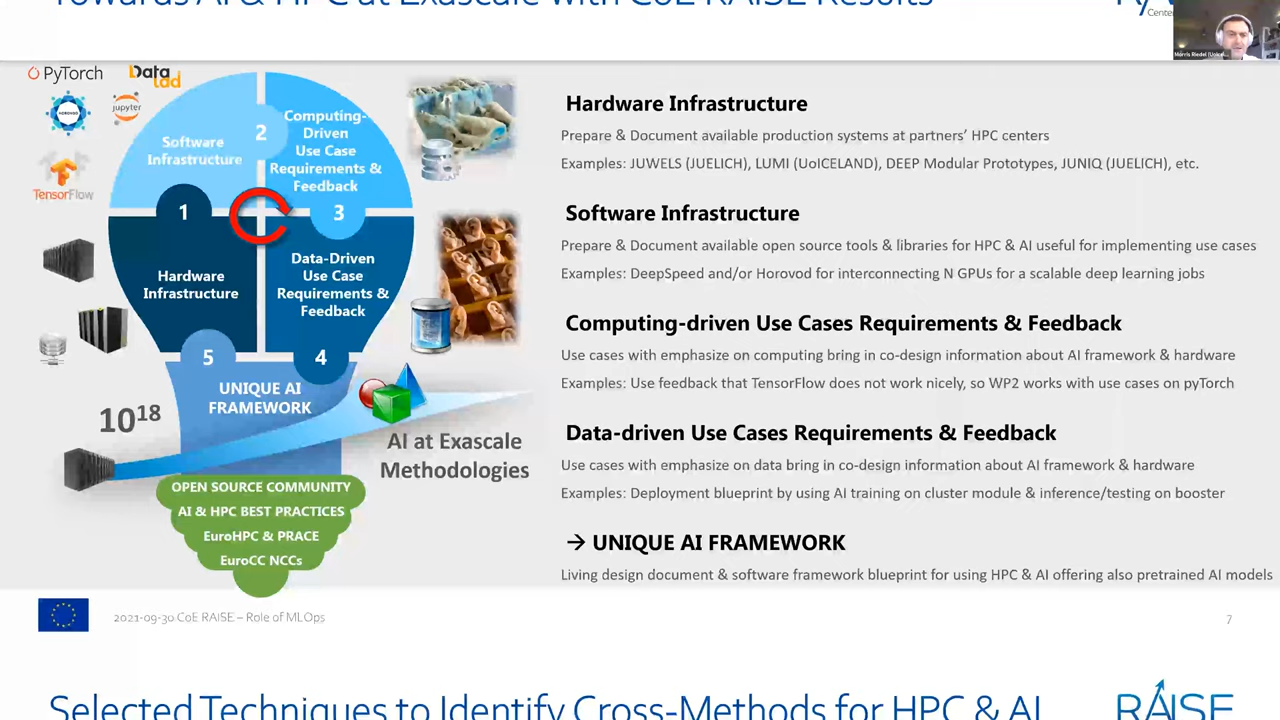 Towards AI & HPC at Exascale with CoE RAISE Results
Center
Morris Riedel (Unicel...
PyTorch
Data
Lad
HOROVOD
jupyter
TensorFlow
Software
Infrastructure
2
Computing-
Driven
Use Case
Requirements &
Feedback
1
3
Hardware
Infrastructure
Data-Driven
Use Case
Requirements &
Feedback
5
4
UNIQUE AI
FRAMEWORK
10¹⁸
AI at Exascale
Methodologies
OPEN SOURCE COMMUNITY
AI & HPC BEST PRACTICES
EuroHPC & PRACE
EuroCC NCCs
Hardware Infrastructure
Prepare & Document available production systems at partners’ HPC centers
Examples: JUWELS (JUELICH), LUMI (UoICELAND), DEEP Modular Prototypes, JUNIQ (JUELICH), etc.
Software Infrastructure
Prepare & Document available open source tools & libraries for HPC & AI useful for implementing use cases
Examples: DeepSpeed and/or Horovod for interconnecting N GPUs for a scalable deep learning jobs
Computing-driven Use Cases Requirements & Feedback
Use cases with emphasize on computing bring in co-design information about AI framework & hardware
Examples: Use feedback that TensorFlow does not work nicely, so WP2 works with use cases on pyTorch
Data-driven Use Cases Requirements & Feedback
Use cases with emphasize on data bring in co-design information about AI framework & hardware
Examples: Deployment blueprint by using AI training on cluster module & inference/testing on booster
→ UNIQUE AI FRAMEWORK
Living design document & software framework blueprint for using HPC & AI offering also pretrained AI models
2021-09-30 CoE RAISE – Role of MLOps
7
Selected Techniques to Identify Cross-Methods for HPC & AI
RAISE